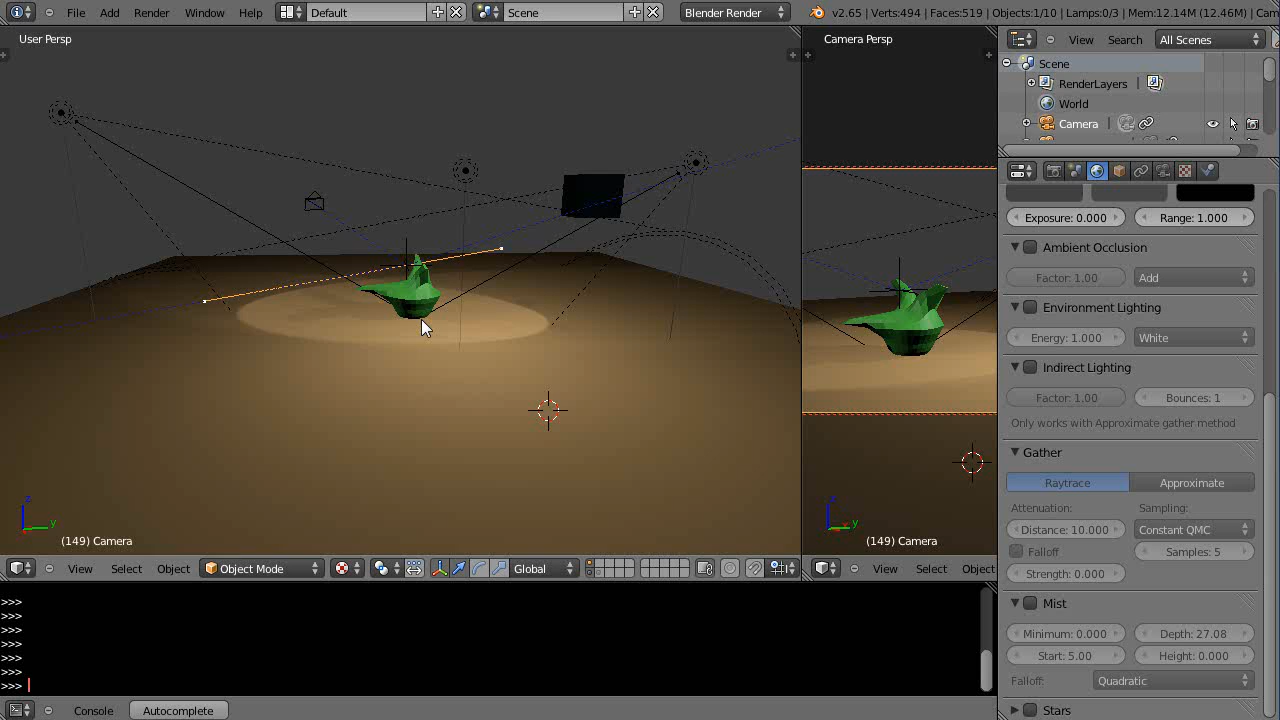 File Add Render Window Help Default Scene Blender Render v2.65 | Verts:494 | Faces:519 | Objects:1/10 | Lamps:0/3 | Mem:12.14M (12.46M) | Cam
User Persp
Camera Persp
View Search All Scenes
Scene
RenderLayers
World
Camera
Exposure: 0.000 Range: 1.000
Ambient Occlusion
Factor: 1.00 Add
Environment Lighting
Energy: 1.000 White
Indirect Lighting
Factor: 1.00 Bounces: 1
Only works with Approximate gather method
Gather
Raytrace Approximate
Attenuation: Sampling:
Distance: 10.000 Constant QMC
Falloff Samples: 5
Strength: 0.000
Mist
Minimum: 0.000 Depth: 27.08
Start: 5.00 Height: 0.000
Falloff: Quadratic
Stars
z
y
(149) Camera
z
y
(149) Camera
View Select Object Object Mode Global
View Select Object
>>>
>>>
>>>
>>>
>>>
>>>
>>>
Console Autocomplete